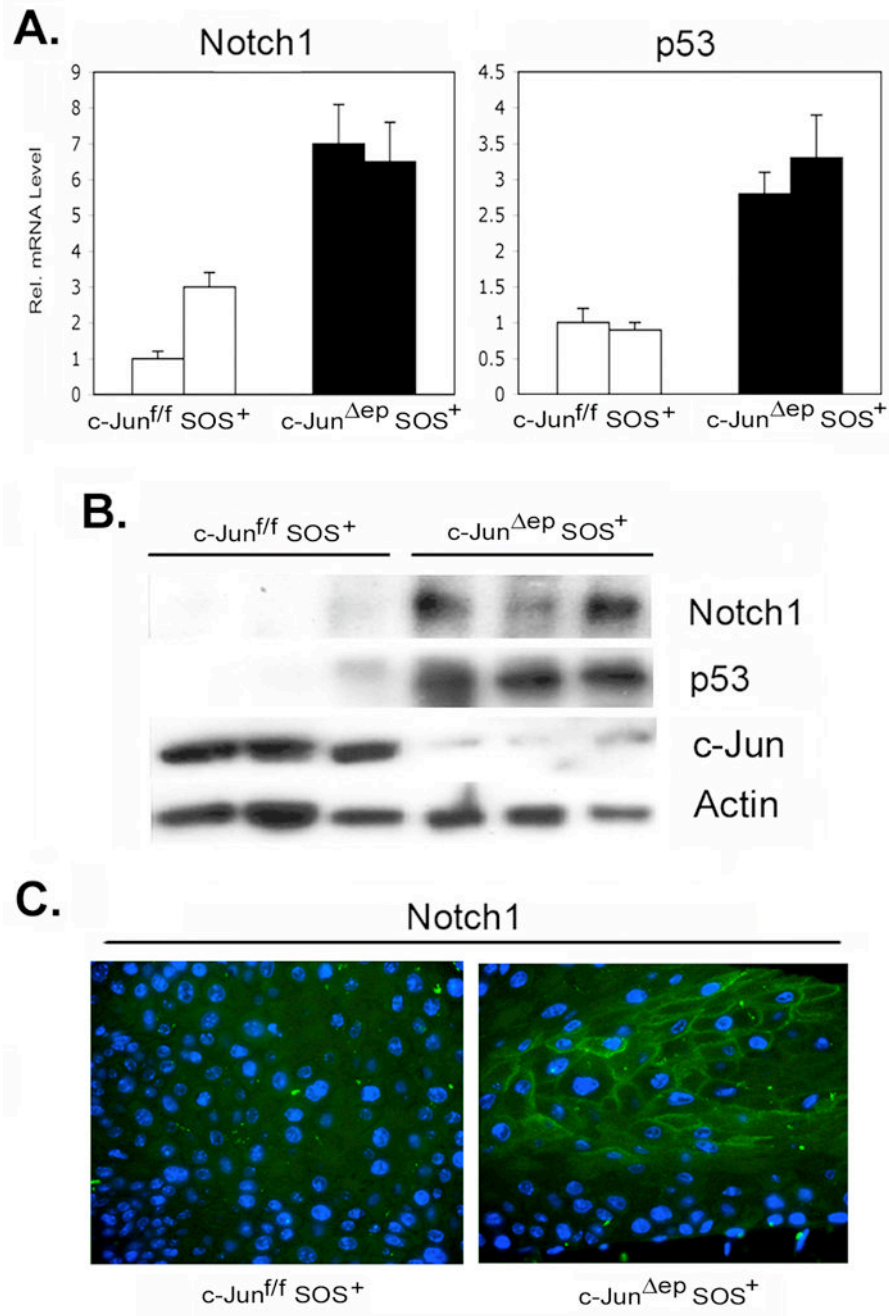 A.
Notch1
p53
Rel. mRNA Level
9
8
7
6
5
4
3
2
1
0
4.5
4
3.5
3
2.5
2
1.5
1
0.5
0
c-Jun^f/f SOS^+
c-Jun^Δep SOS^+
c-Jun^f/f SOS^+
c-Jun^Δep SOS^+
B.
c-Jun^f/f SOS^+
c-Jun^Δep SOS^+
Notch1
p53
c-Jun
Actin
C.
Notch1
c-Jun^f/f SOS^+
c-Jun^Δep SOS^+